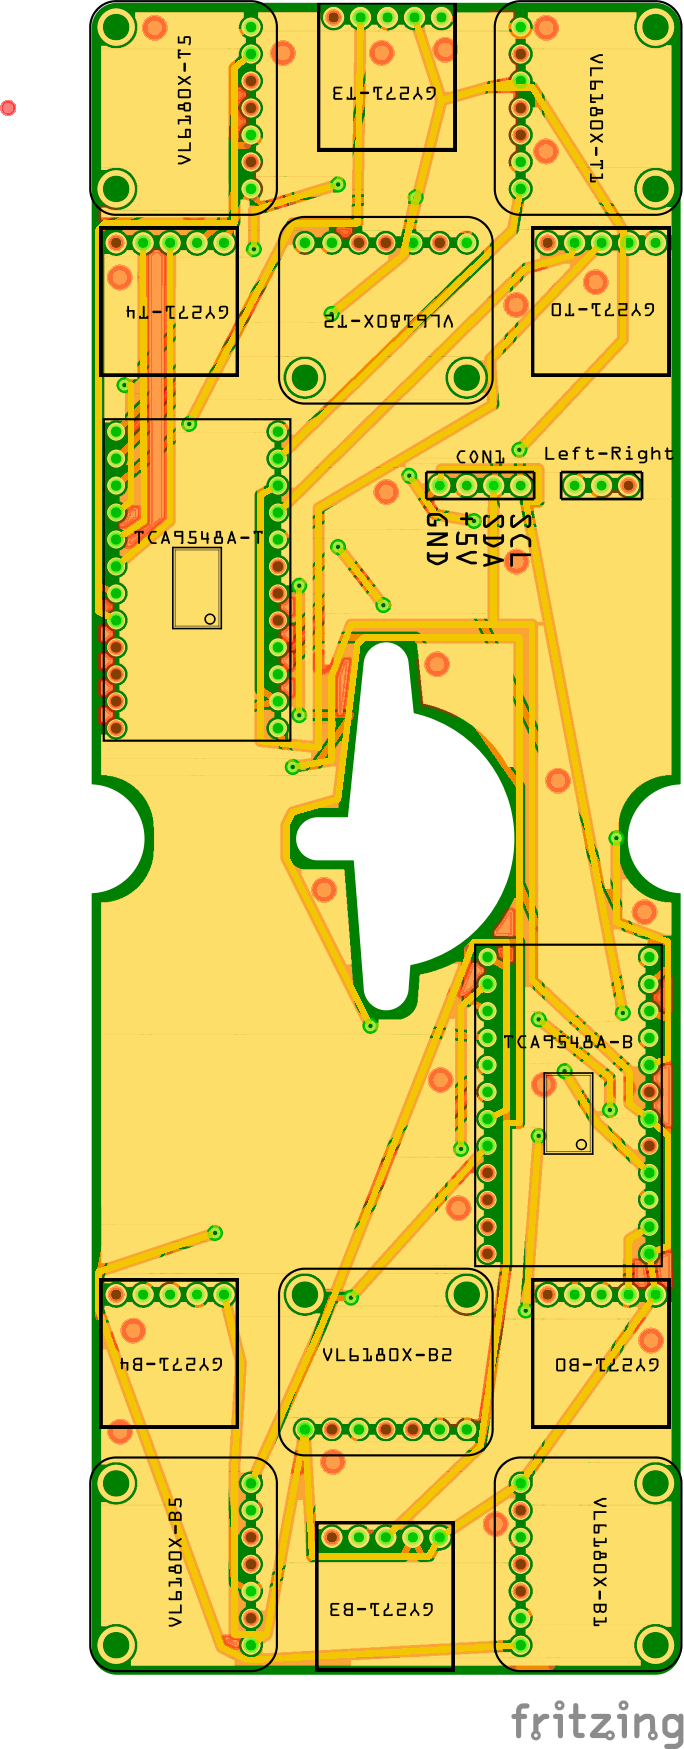 VL6180X-T5
GY271-T3
VL6180X-T1
GY271-T4
VL6180X-T2
GY271-T0
CON1
Left-Right
GND
+5V
SDA
SCL
TCA9548A-T
TCA9548A-B
GY271-B4
VL6180X-B2
GY271-B0
VL6180X-B5
GY271-B3
VL6180X-B1
fritzing